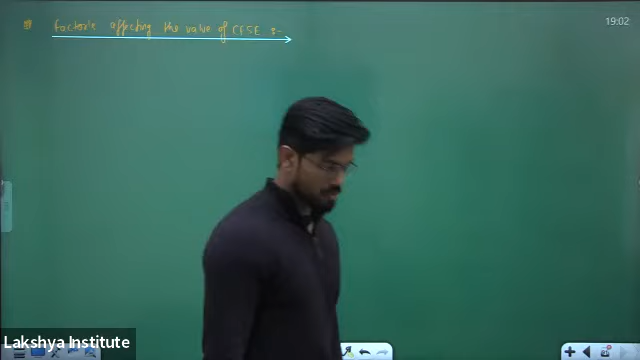 19:02
factors affecting the value of CFSE :-
Lakshya Institute